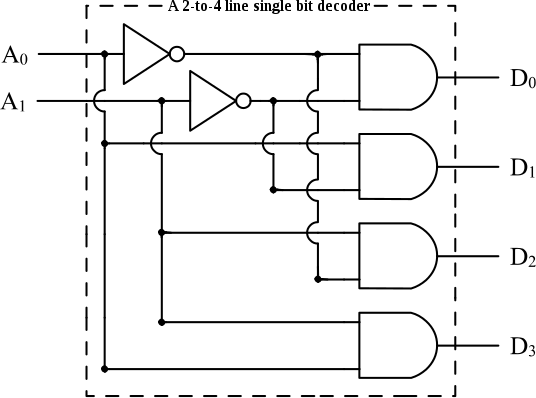 A 2-to-4 line single bit decoder
A0
A1
D0
D1
D2
D3